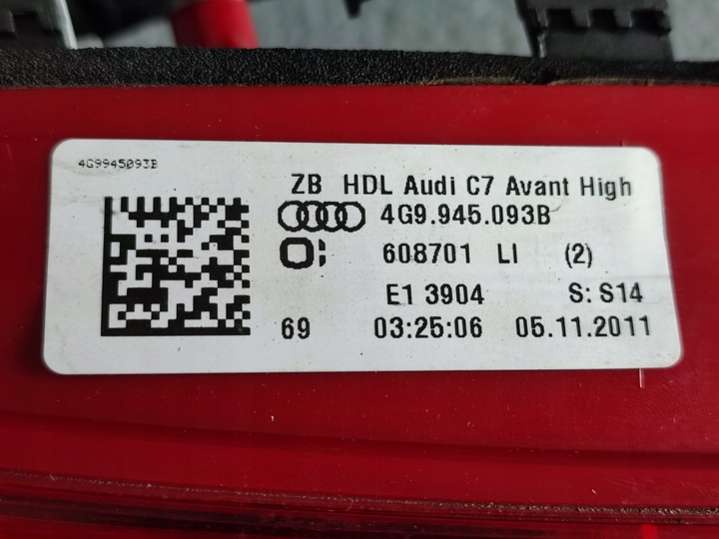 4G9945093B
ZB HDL Audi C7 Avant High
4G9.945.093B
608701 LI (2)
E1 3904 S: S14
69 03:25:06 05.11.2011